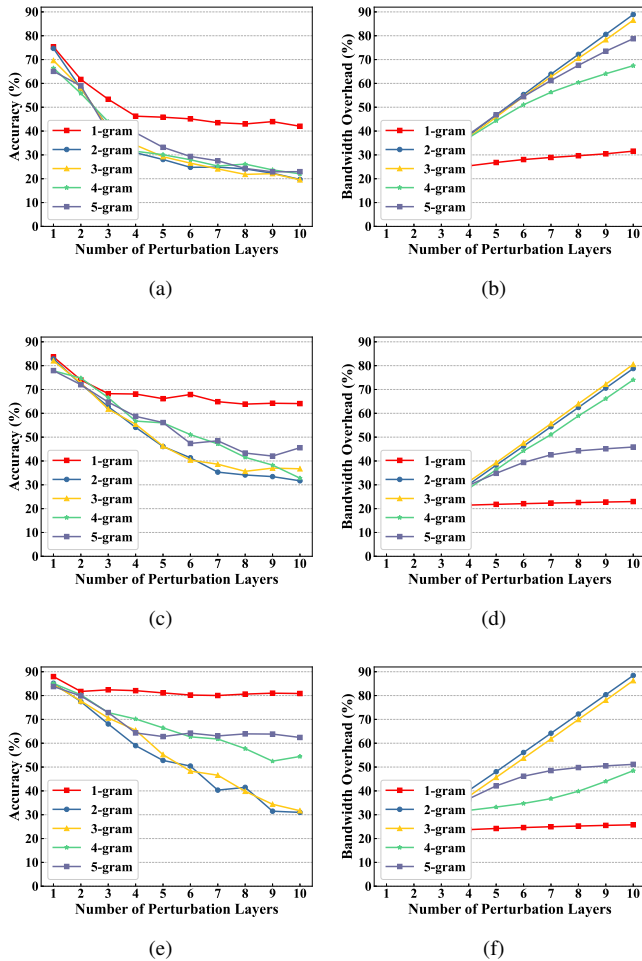 90
80
70
60
50
40
30
20
10
0
Accuracy (%)
1-gram
2-gram
3-gram
4-gram
5-gram
1 2 3 4 5 6 7 8 9 10
Number of Perturbation Layers
(a)
90
80
70
60
50
40
30
20
10
0
Bandwidth Overhead (%)
1-gram
2-gram
3-gram
4-gram
5-gram
1 2 3 4 5 6 7 8 9 10
Number of Perturbation Layers
(b)
90
80
70
60
50
40
30
20
10
0
Accuracy (%)
1-gram
2-gram
3-gram
4-gram
5-gram
1 2 3 4 5 6 7 8 9 10
Number of Perturbation Layers
(c)
90
80
70
60
50
40
30
20
10
0
Bandwidth Overhead (%)
1-gram
2-gram
3-gram
4-gram
5-gram
1 2 3 4 5 6 7 8 9 10
Number of Perturbation Layers
(d)
90
80
70
60
50
40
30
20
10
0
Accuracy (%)
1-gram
2-gram
3-gram
4-gram
5-gram
1 2 3 4 5 6 7 8 9 10
Number of Perturbation Layers
(e)
90
80
70
60
50
40
30
20
10
0
Bandwidth Overhead (%)
1-gram
2-gram
3-gram
4-gram
5-gram
1 2 3 4 5 6 7 8 9 10
Number of Perturbation Layers
(f)